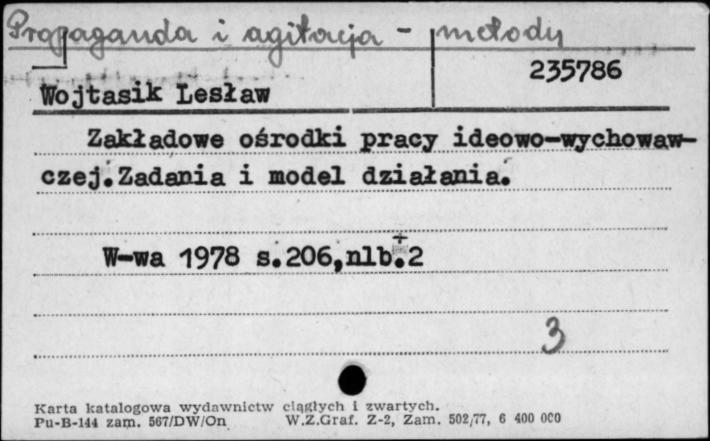 Propaganda i agitacja - metody
235786
Wojtasik Lesław
Zakładowe ośrodki pracy ideowo-wychowaw-
czej.Zadania i model działania.
W-wa 1978 s.206,nlb.2
3
Karta katalogowa wydawnictw ciągłych i zwartych.
Pu-B-144 zam. 567/DW/On W.Z.Graf. Z-2, Zam. 502/77, 6 400 000